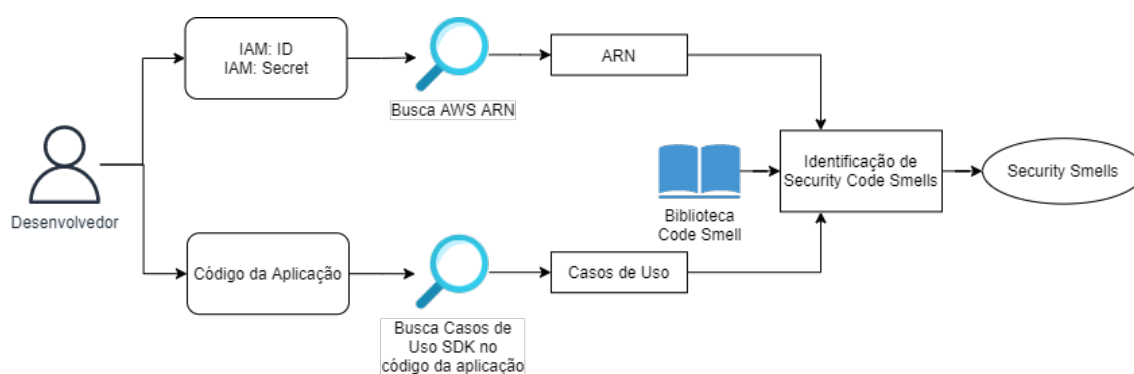 IAM: ID
IAM: Secret
Busca AWS ARN
ARN
Desenvolvedor
Biblioteca
Code Smell
Identificação de
Security Code Smells
Security Smells
Código da Aplicação
Busca Casos de
Uso SDK no
código da aplicação
Casos de Uso